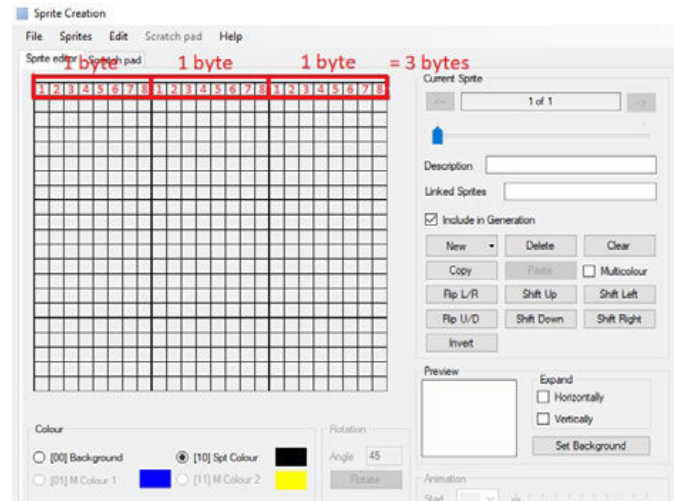 Sprite Creation
File Sprites Edit Scratch pad Help
Sprite editor Scratch pad
1 byte 1 byte 1 byte = 3 bytes
1 2 3 4 5 6 7 8 1 2 3 4 5 6 7 8 1 2 3 4 5 6 7 8
Current Sprite
<- 1 of 1 ->
Description
Linked Sprites
Include in Generation
New Delete Clear
Copy Paste Multicolour
Flip L/R Shift Up Shift Left
Flip U/D Shift Down Shift Right
Invert
Preview
Expand
Horizontally
Vertically
Set Background
Colour
[00] Background [10] Spt Colour
[01] M Colour 1 [11] M Colour 2
Rotation
Angle 45
Rotate
Animation
Start